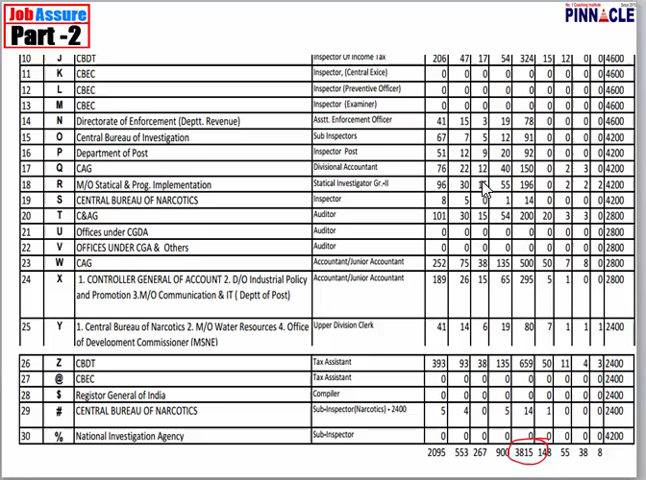 Job Assure
Part -2
PINNACLE
10 J CBDT Inspector Of Income Tax 206 47 17 54 324 15 12 0 0 4600
11 K CBEC Inspector, (Central Exice) 0 0 0 0 0 0 0 0 0 4600
12 L CBEC Inspector (Preventive Officer) 0 0 0 0 0 0 0 0 0 4600
13 M CBEC Inspector (Examiner) 0 0 0 0 0 0 0 0 0 4600
14 N Directorate of Enforcement (Deptt. Revenue) Asstt. Enforcement Officer 41 15 3 19 78 0 0 0 0 4600
15 O Central Bureau of Investigation Sub Inspectors 67 7 5 12 91 0 0 0 0 4200
16 P Department of Post Inspector Post 51 12 9 20 92 0 0 0 0 4200
17 Q CAG Divisional Accountant 76 22 12 40 150 0 2 3 0 4200
18 R M/O Statical & Prog. Implementation Statical Investigator Gr.-II 96 30 55 196 0 2 2 2 4200
19 S CENTRAL BUREAU OF NARCOTICS Inspector 8 5 0 1 14 0 0 0 0 4200
20 T C&AG Auditor 101 30 15 54 200 20 3 3 0 2800
21 U Offices under CGDA Auditor 0 0 0 0 0 0 0 0 0 2800
22 V OFFICES UNDER CGA & Others Auditor 0 0 0 0 0 0 0 0 0 2800
23 W CAG Accountant/Junior Accountant 252 75 38 135 500 50 7 8 0 2800
24 X 1. CONTROLLER GENERAL OF ACCOUNT 2. D/O Industrial Policy Accountant/Junior Accountant 189 26 15 65 295 5 1 0 0 2800
and Promotion 3.M/O Communication & IT ( Deptt of Post)
25 Y 1. Central Bureau of Narcotics 2. M/O Water Resources 4. Office Upper Division Clerk 41 14 6 19 80 7 1 1 1 2400
of Development Commissioner (MSNE)
26 Z CBDT Tax Assistant 393 93 38 135 659 50 11 4 3 2400
27 @ CBEC Tax Assistant 0 0 0 0 0 0 0 0 0 2400
28 $ Registor General of India Compiler 0 0 0 0 0 0 0 0 0 2400
29 # CENTRAL BUREAU OF NARCOTICS Sub-Inspector(Narcotics) - 2400 5 4 0 5 14 1 0 0 0 2400
30 % National Investigation Agency Sub-Inspector 0 0 0 0 0 0 0 0 0 4200
2095 553 267 900 3815 148 55 38 8